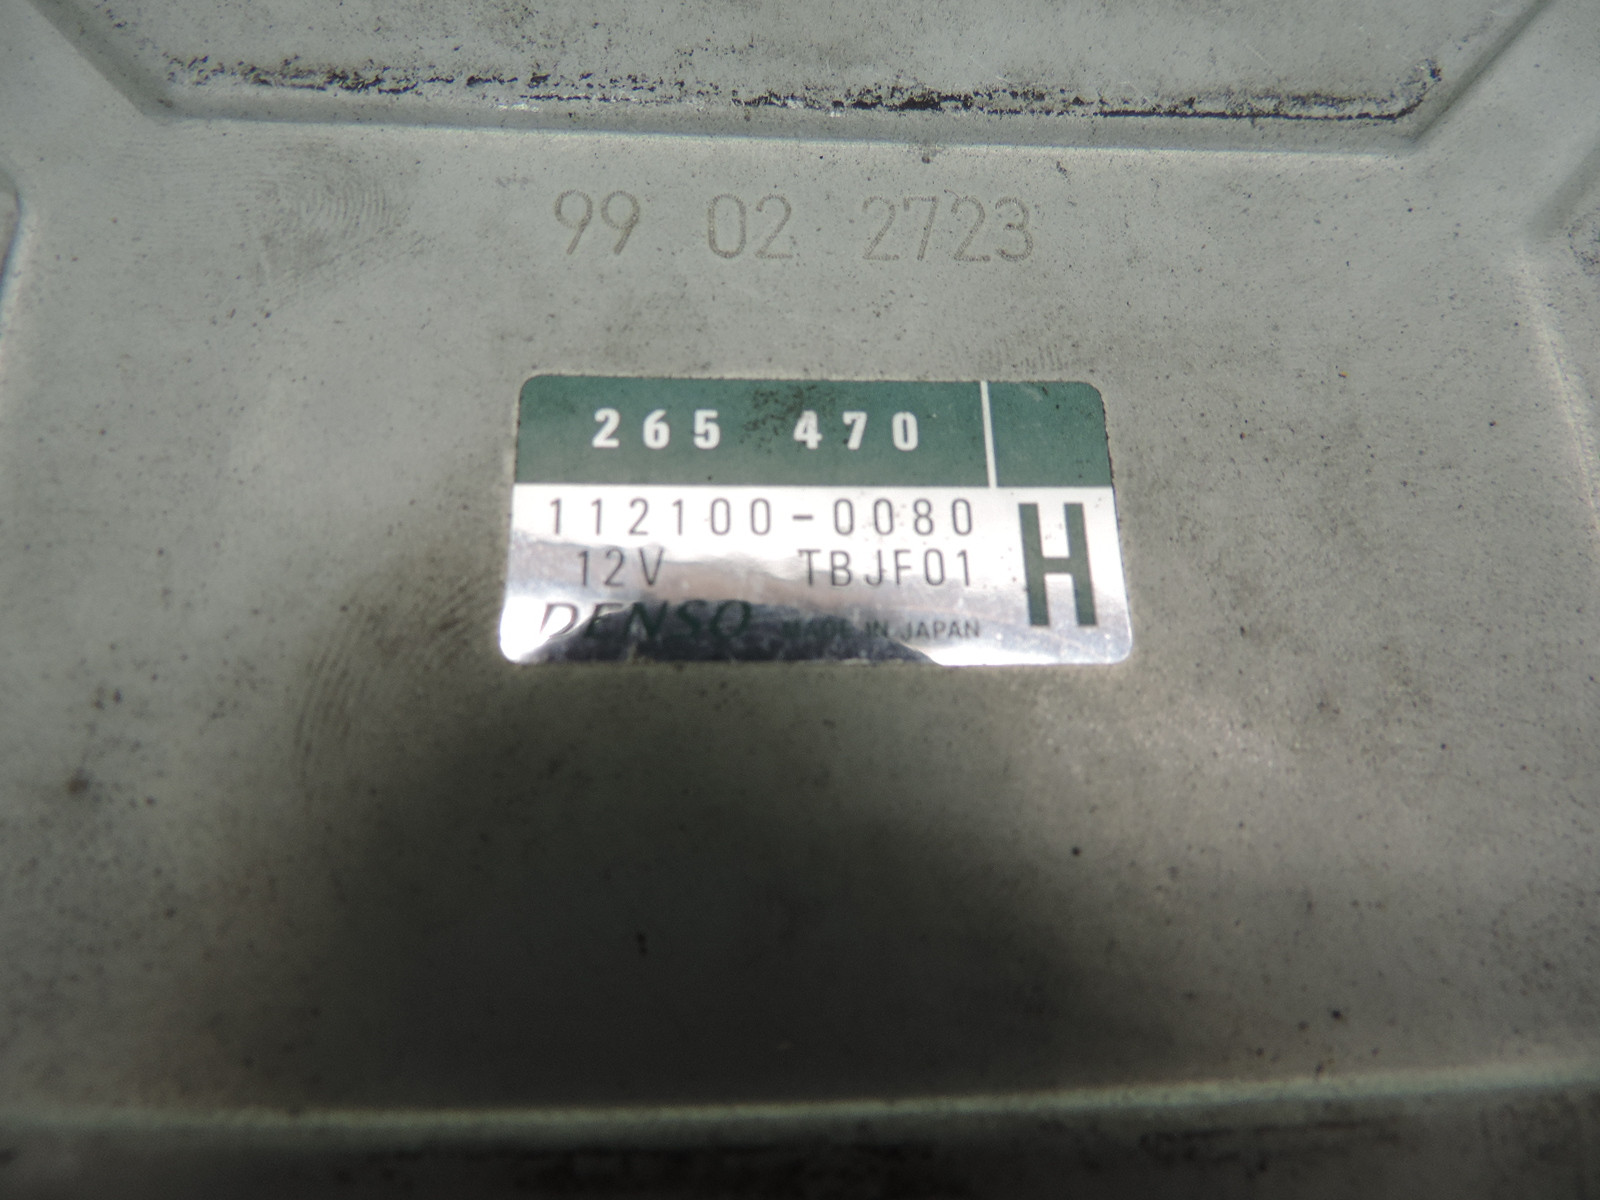 99 02 2723
265 470
112100-0080
H
12V TBJF01
DENSO MADE IN JAPAN